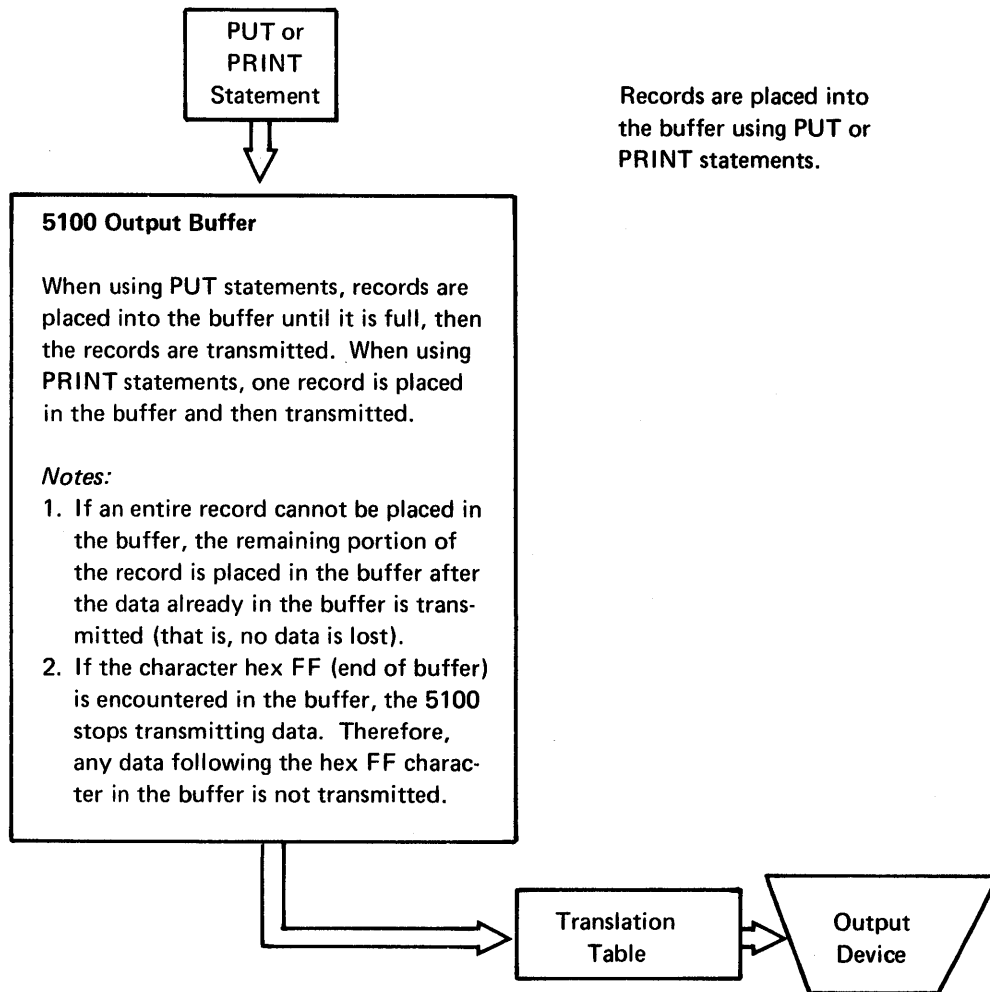 PUT or
PRINT
Statement
Records are placed into
the buffer using PUT or
PRINT statements.
5100 Output Buffer
When using PUT statements, records are
placed into the buffer until it is full, then
the records are transmitted. When using
PRINT statements, one record is placed
in the buffer and then transmitted.
Notes:
1. If an entire record cannot be placed in
the buffer, the remaining portion of
the record is placed in the buffer after
the data already in the buffer is trans-
mitted (that is, no data is lost).
2. If the character hex FF (end of buffer)
is encountered in the buffer, the 5100
stops transmitting data. Therefore,
any data following the hex FF charac-
ter in the buffer is not transmitted.
Translation
Table
Output
Device